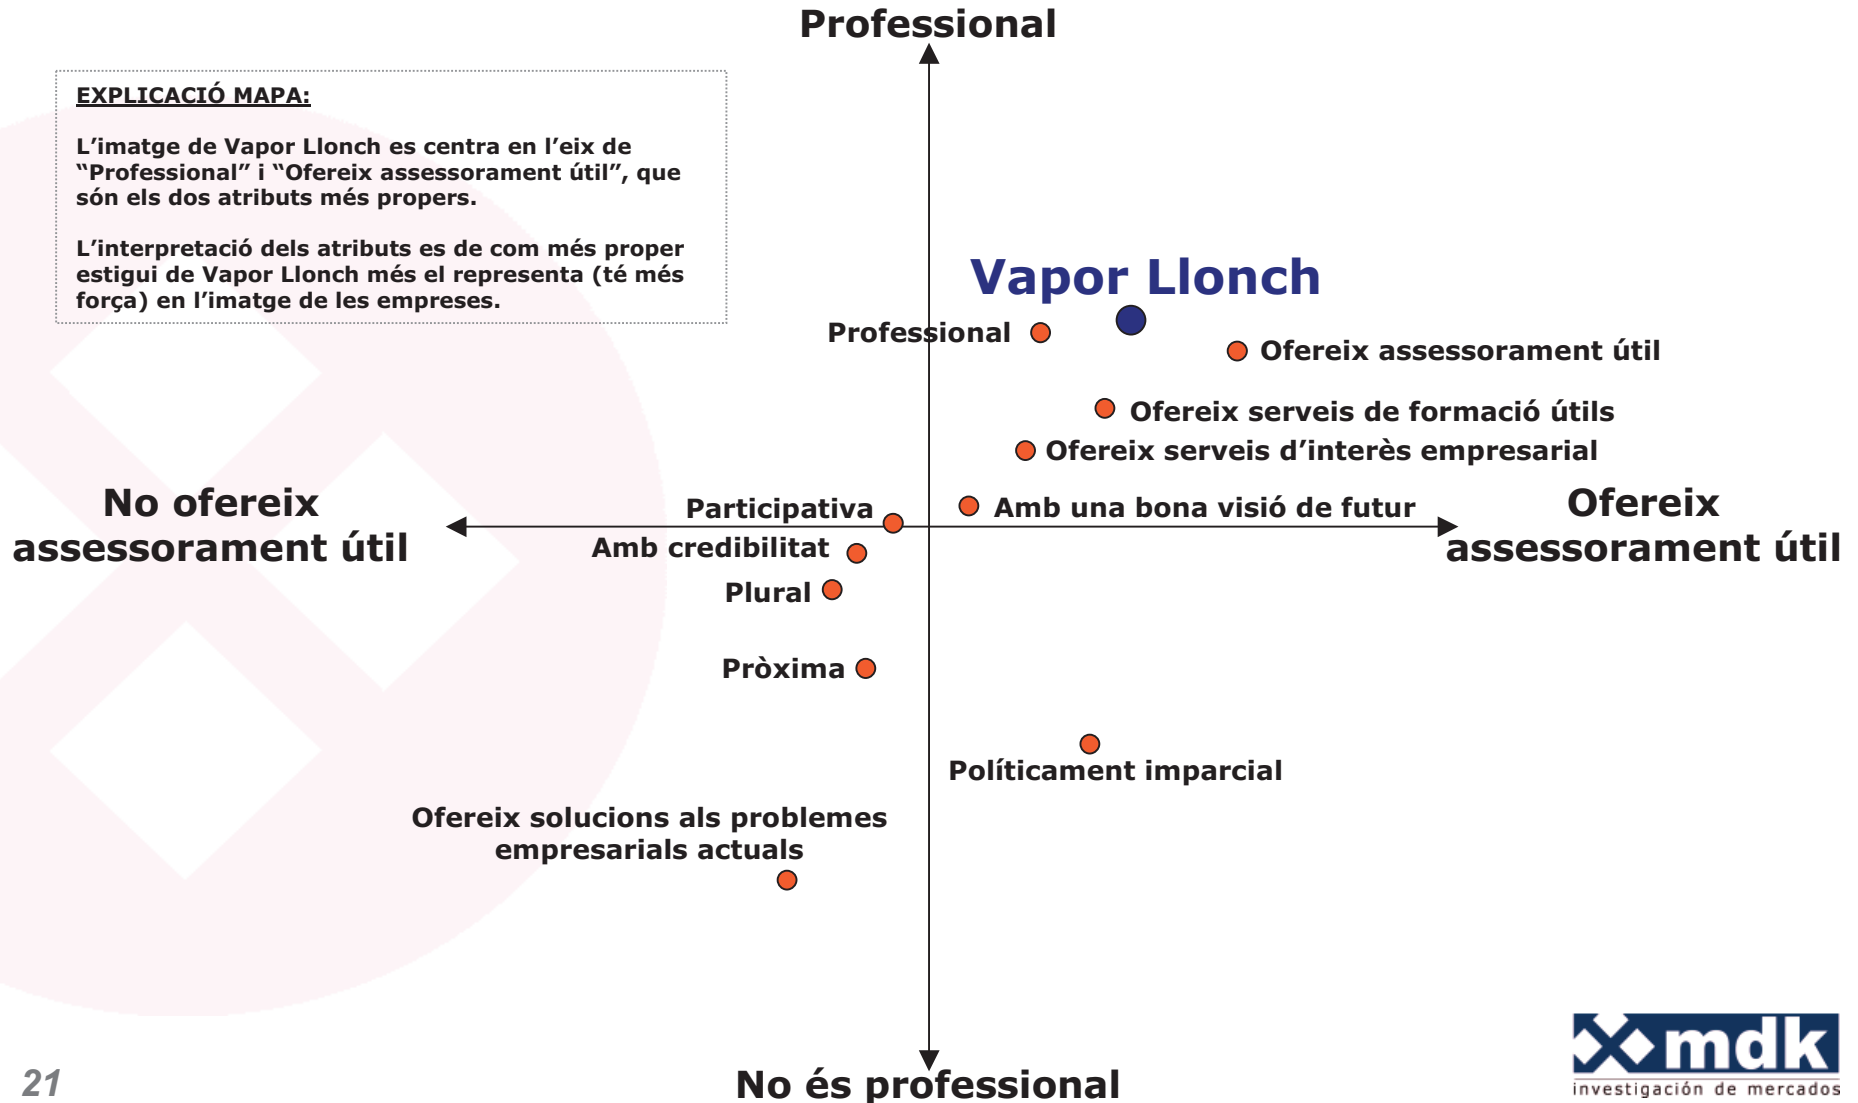 Professional
EXPLICACIÓ MAPA:
L’imatge de Vapor Llonch es centra en l’eix de
“Professional” i “Ofereix assessorament útil”, que
són els dos atributs més propers.
L’interpretació dels atributs es de com més proper
estigui de Vapor Llonch més el representa (té més
força) en l’imatge de les empreses.
Vapor Llonch
Professional
Ofereix assessorament útil
Ofereix serveis de formació útils
Ofereix serveis d’interès empresarial
No ofereix
assessorament útil
Participativa
Amb una bona visió de futur
Ofereix
assessorament útil
Amb credibilitat
Plural
Pròxima
Políticament imparcial
Ofereix solucions als problemes
empresarials actuals
No és professional
21
mdk
investigación de mercados